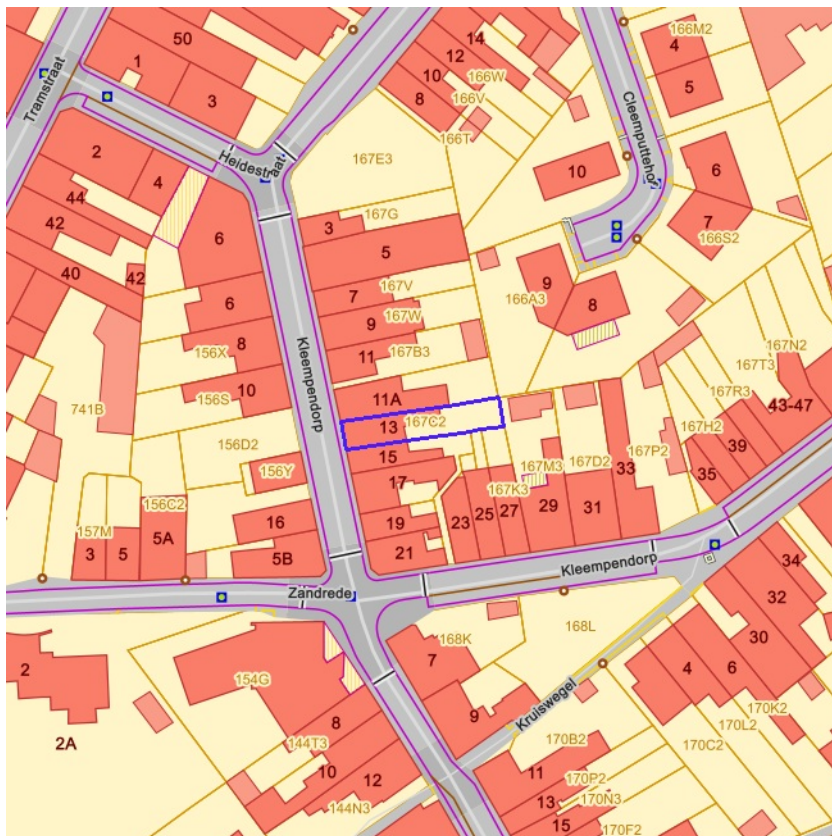 50
14
166M2
4
1
12
10
166W
5
3
8
166V
Tramstraat
Cleemputtehof
166T
2
Heidestraat
167E3
4
10
6
44
3
167G
7
42
6
5
166S2
40
42
167V
9
166A3
8
6
7
167W
9
167N2
8
11
167B3
167T3
156X
Kleempendorp
10
11A
167R3
156S
741B
43-47
13
167C2
167H2
39
156D2
167P2
15
33
35
156Y
167M3
167D2
17
167K3
156C2
16
19
23
25
27
29
31
157M
5A
3
5
5B
21
34
Kleempendorp
Zandrede
32
168L
168K
30
2
7
4
6
154G
9
Kruiswegel
170K2
170L2
8
170B2
170C2
2A
144T3
10
11
12
170P2
144N3
13
170N3
15
170F2